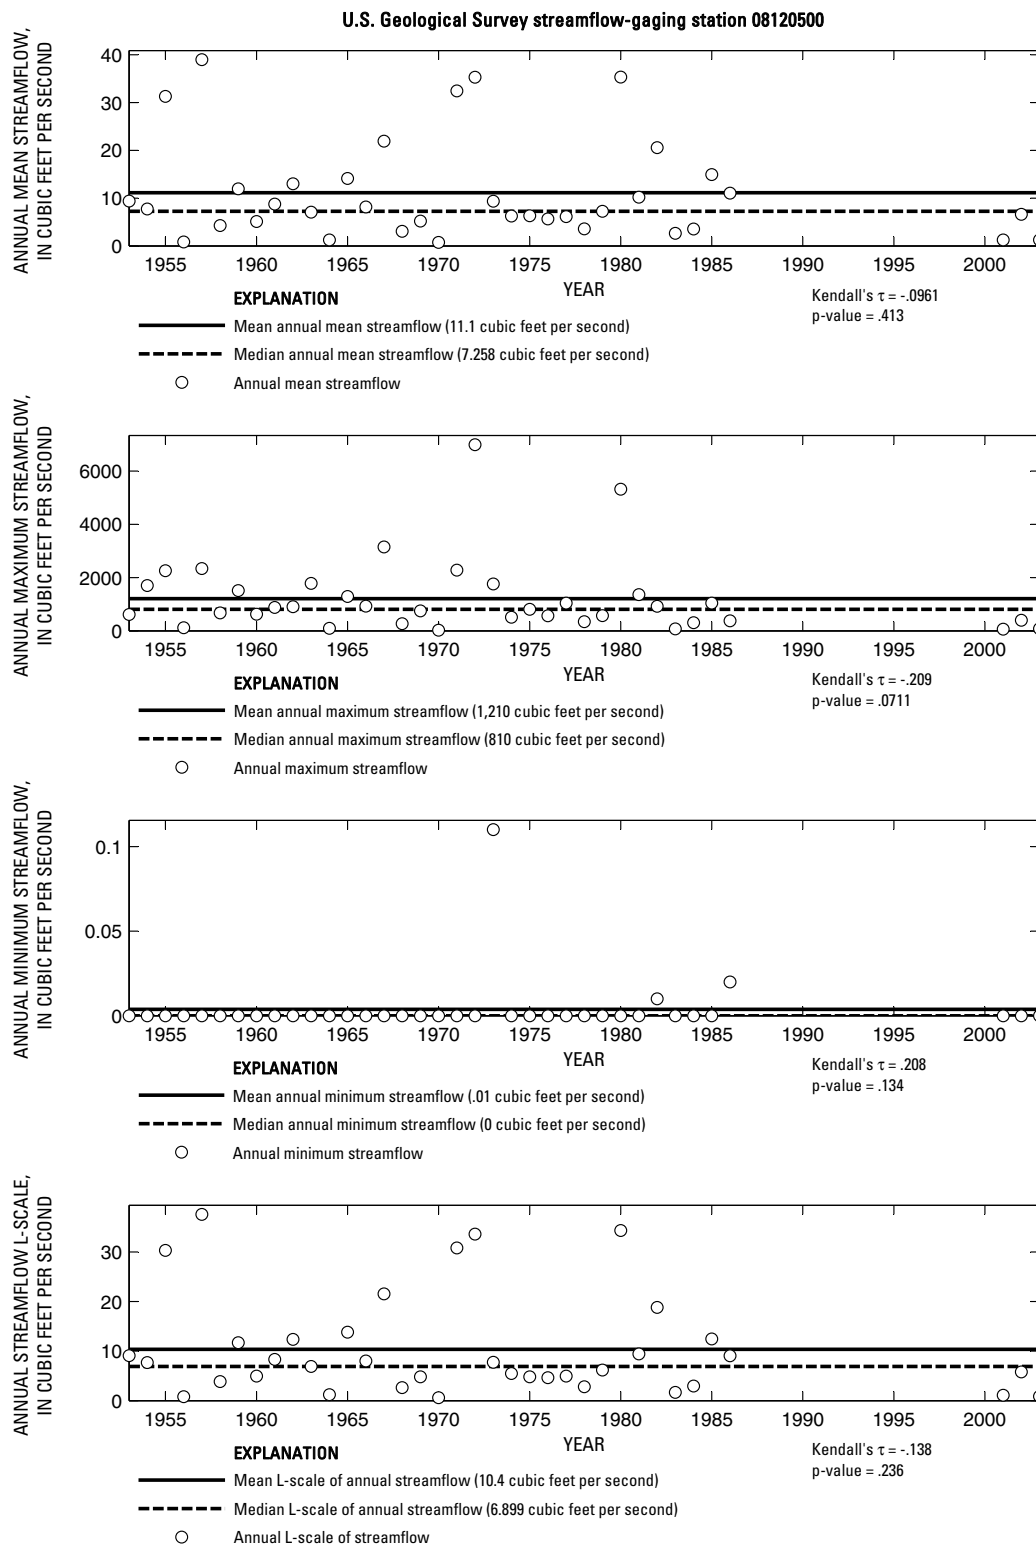 U.S. Geological Survey streamflow-gaging station 08120500
ANNUAL MEAN STREAMFLOW,
IN CUBIC FEET PER SECOND
40
30
20
10
0
1955 1960 1965 1970 1975 1980 1985 1990 1995 2000
YEAR
Kendall's τ = -.0961
p-value = .413
EXPLANATION
Mean annual mean streamflow (11.1 cubic feet per second)
Median annual mean streamflow (7.258 cubic feet per second)
Annual mean streamflow
ANNUAL MAXIMUM STREAMFLOW,
IN CUBIC FEET PER SECOND
6000
4000
2000
0
1955 1960 1965 1970 1975 1980 1985 1990 1995 2000
YEAR
Kendall's τ = -.209
p-value = .0711
EXPLANATION
Mean annual maximum streamflow (1,210 cubic feet per second)
Median annual maximum streamflow (810 cubic feet per second)
Annual maximum streamflow
ANNUAL MINIMUM STREAMFLOW,
IN CUBIC FEET PER SECOND
0.1
0.05
0
1955 1960 1965 1970 1975 1980 1985 1990 1995 2000
YEAR
Kendall's τ = .208
p-value = .134
EXPLANATION
Mean annual minimum streamflow (.01 cubic feet per second)
Median annual minimum streamflow (0 cubic feet per second)
Annual minimum streamflow
ANNUAL STREAMFLOW L-SCALE,
IN CUBIC FEET PER SECOND
30
20
10
0
1955 1960 1965 1970 1975 1980 1985 1990 1995 2000
YEAR
Kendall's τ = -.138
p-value = .236
EXPLANATION
Mean L-scale of annual streamflow (10.4 cubic feet per second)
Median L-scale of annual streamflow (6.899 cubic feet per second)
Annual L-scale of streamflow